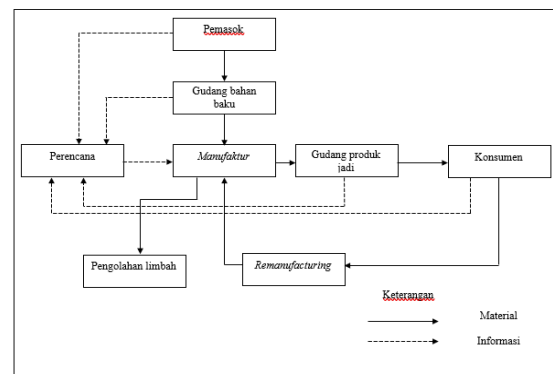 Pemasok
Gudang bahan
baku
Perencana
Manufaktur
Gudang produk
jadi
Konsumen
Pengolahan limbah
Remanufacturing
Keterangan
Material
Informasi